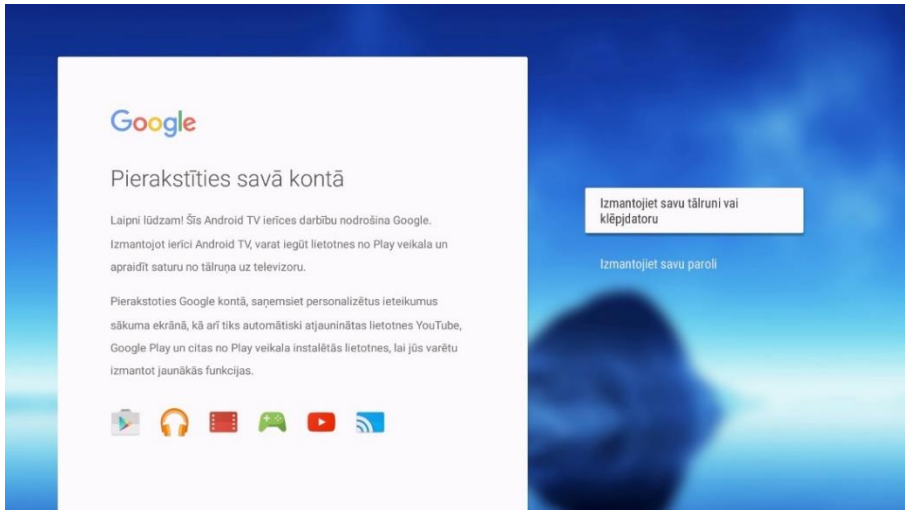 Google
Pierakstīties savā kontā
Laipni lūdzam! Šīs Android TV ierīces darbību nodrošina Google.
Izmantojot ierīci Android TV, varat iegūt lietotnes no Play veikala un
apraidīt saturu no tālruņa uz televizoru.
Pierakstoties Google kontā, saņemsiet personalizētus ieteikumus
sākuma ekrānā, kā arī tiks automātiski atjauninātas lietotnes YouTube,
Google Play un citas no Play veikala instalētās lietotnes, lai jūs varētu
izmantot jaunākās funkcijas.
Izmantojiet savu tālruni vai
klēpjdatoru
Izmantojiet savu paroli